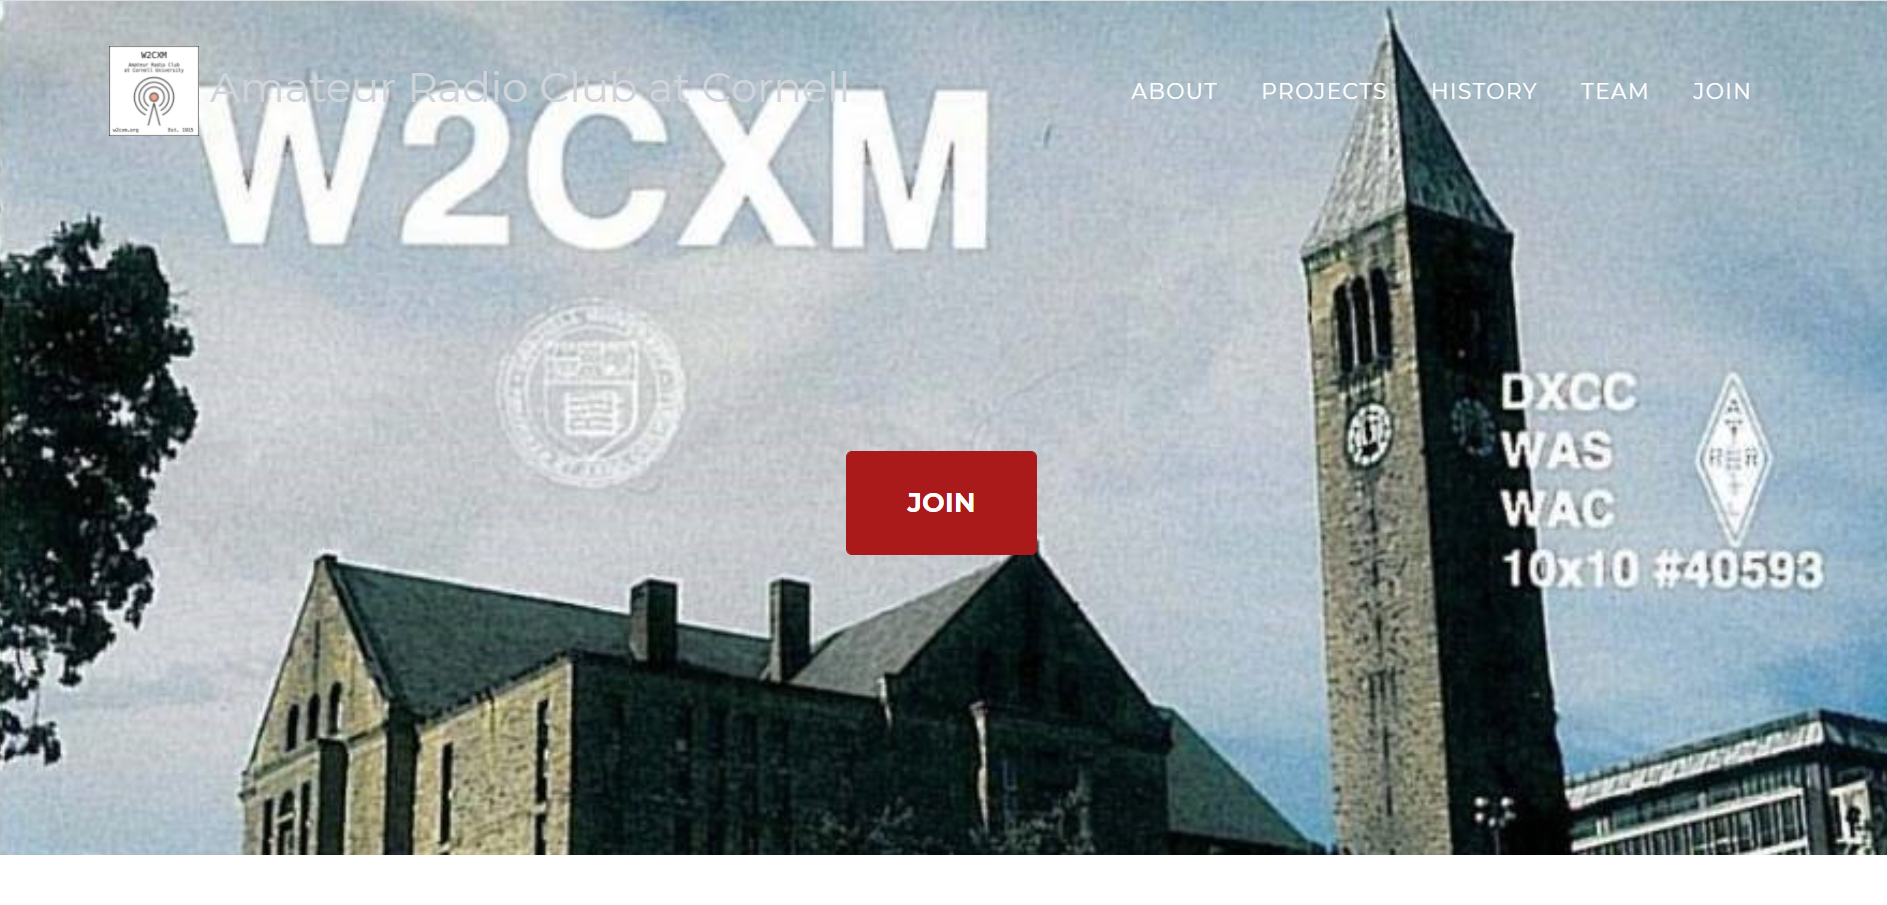 W2CXM
Amateur Radio Club
at Cornell University
w2cxm.org Est. 1915
Amateur Radio Club at Cornell
ABOUT PROJECTS HISTORY TEAM JOIN
W2CXM
JOIN
DXCC
WAS
WAC
10x10 #40593
A
R R
L